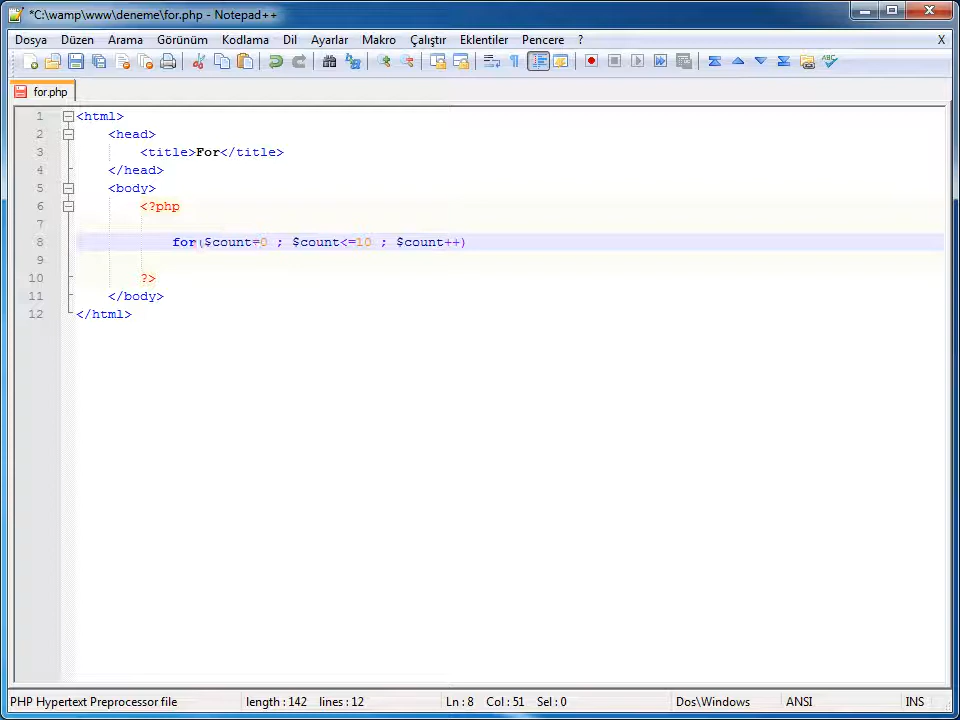 *C:\wamp\www\deneme\for.php - Notepad++
Dosya Düzen Arama Görünüm Kodlama Dil Ayarlar Makro Çalıştır Eklentiler Pencere ? X
for.php
1 <html>
2 <head>
3 <title>For</title>
4 </head>
5 <body>
6 <?php
7
8 for($count=0 ; $count<=10 ; $count++)
9
10 ?>
11 </body>
12 </html>
PHP Hypertext Preprocessor file length : 142 lines : 12 Ln : 8 Col : 51 Sel : 0 Dos\Windows ANSI INS